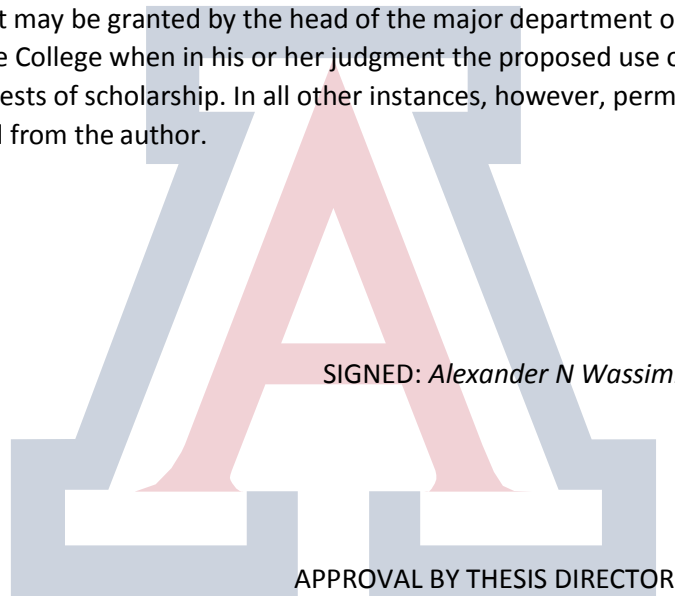 t may be granted by the head of the major department o
e College when in his or her judgment the proposed use o
ests of scholarship. In all other instances, however, perm
from the author.
SIGNED: Alexander N Wassim
APPROVAL BY THESIS DIRECTOR
A